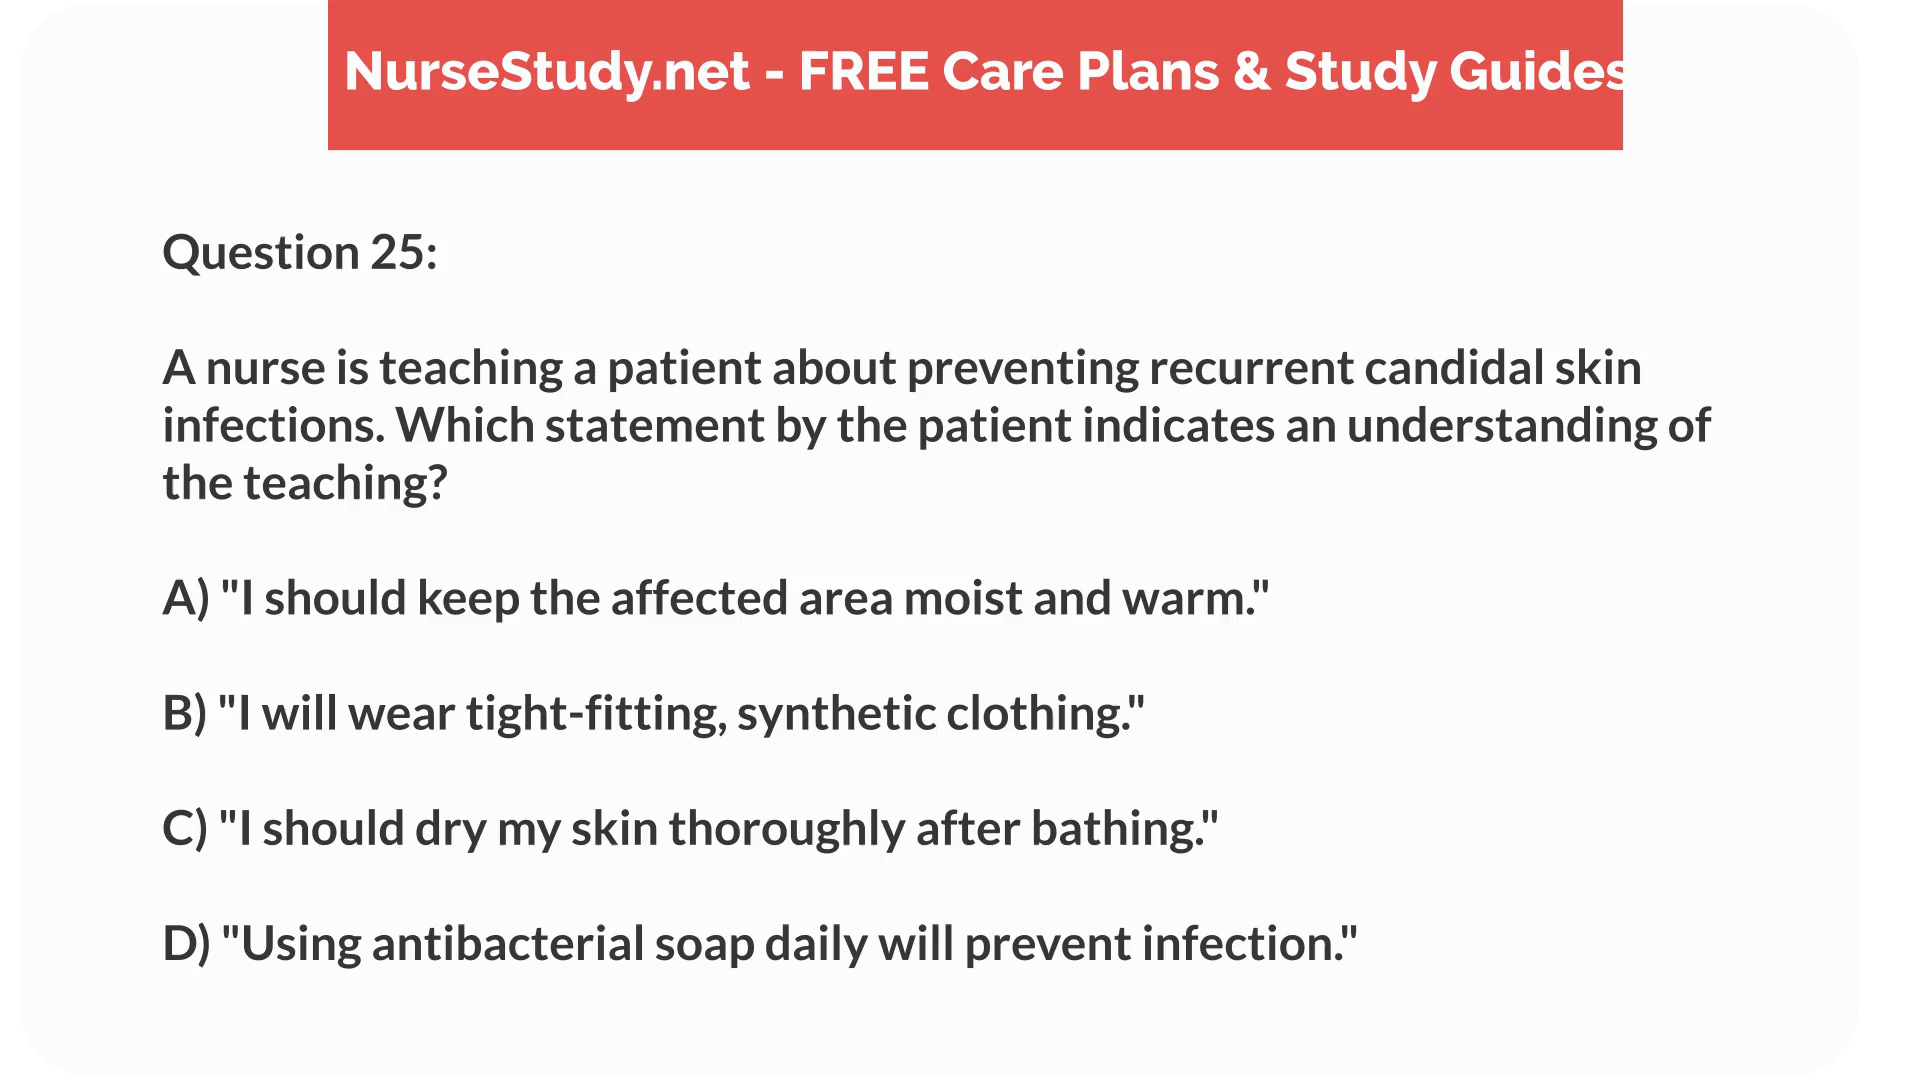 NurseStudy.net - FREE Care Plans & Study Guides
Question 25:
A nurse is teaching a patient about preventing recurrent candidal skin
infections. Which statement by the patient indicates an understanding of
the teaching?
A) "I should keep the affected area moist and warm."
B) "I will wear tight-fitting, synthetic clothing."
C) "I should dry my skin thoroughly after bathing."
D) "Using antibacterial soap daily will prevent infection."